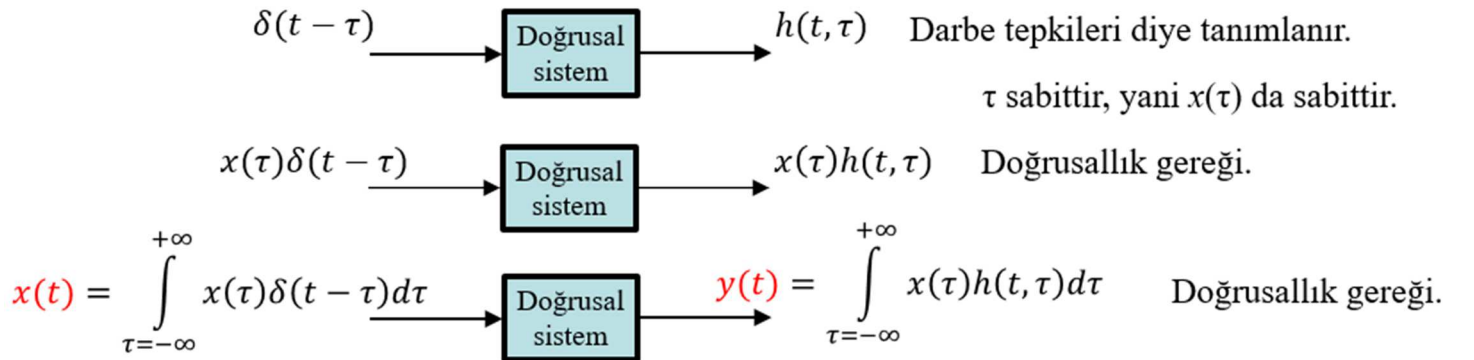 δ(t − τ) Doğrusal sistem h(t, τ) Darbe tepkileri diye tanımlanır.
τ sabittir, yani x(τ) da sabittir.
x(τ)δ(t − τ) Doğrusal sistem x(τ)h(t, τ) Doğrusallık gereği.
x(t) = ∫_{τ=−∞}^{+∞} x(τ)δ(t − τ)dτ Doğrusal sistem y(t) = ∫_{τ=−∞}^{+∞} x(τ)h(t, τ)dτ Doğrusallık gereği.